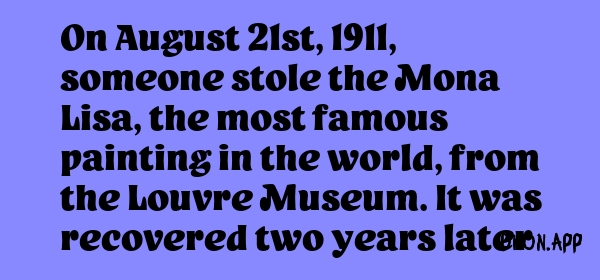 On August 21st, 1911,
someone stole the Mona
Lisa, the most famous
painting in the world, from
the Louvre Museum. It was
recovered two years later